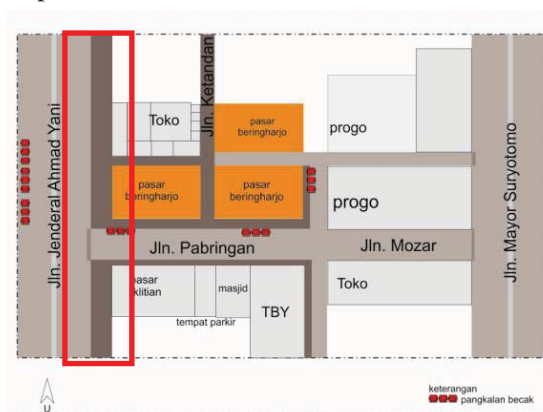 Jln. Jenderal Ahmad Yani
Jln. Ketandan
Toko
pasar
beringharjo
progo
pasar
beringharjo
pasar
beringharjo
progo
Jln. Mayor Suryotomo
Jln. Pabringan
Jln. Mozar
pasar
klitian
masjid
tempat parkir
TBY
Toko
U
keterangan
pangkalan becak